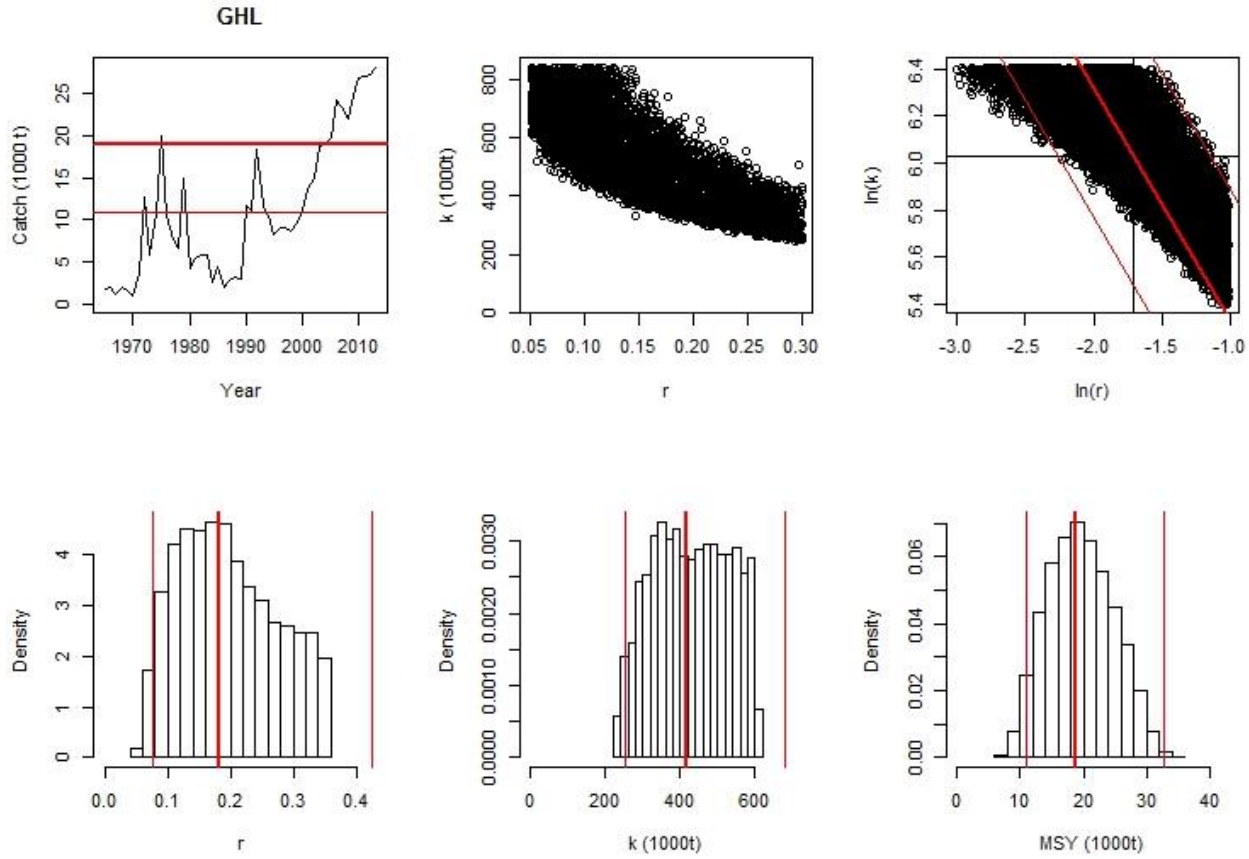 GHL
Catch (1000 t)
0 5 10 15 20 25
1970 1980 1990 2000 2010
Year
k (1000t)
0 200 400 600 800
0.05 0.10 0.15 0.20 0.25 0.30
r
ln(k)
5.4 5.6 5.8 6.0 6.2 6.4
-3.0 -2.5 -2.0 -1.5 -1.0
ln(r)
Density
0 1 2 3 4
0.0 0.1 0.2 0.3 0.4
r
Density
0.0000 0.0010 0.0020 0.0030
0 200 400 600
k (1000t)
Density
0.00 0.02 0.04 0.06
0 10 20 30 40
MSY (1000t)